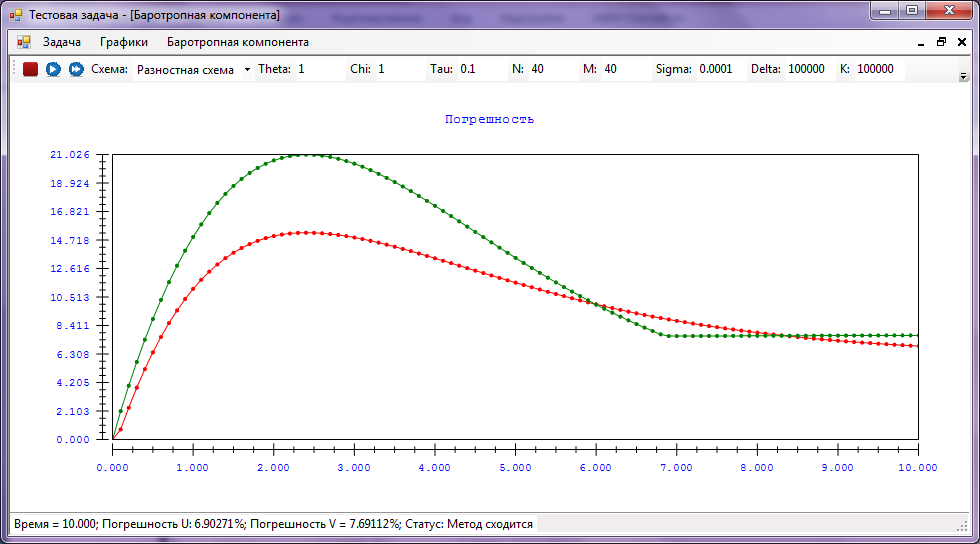 Тестовая задача - [Баротропная компонента]
Задача Графики Баротропная компонента
Схема: Разностная схема Theta: 1 Chi: 1 Tau: 0.1 N: 40 M: 40 Sigma: 0.0001 Delta: 100000 K: 100000
Погрешность
21.026
18.924
16.821
14.718
12.616
10.513
8.411
6.308
4.205
2.103
0.000
0.000 1.000 2.000 3.000 4.000 5.000 6.000 7.000 8.000 9.000 10.000
Время = 10.000; Погрешность U: 6.90271%; Погрешность V = 7.69112%; Статус: Метод сходится